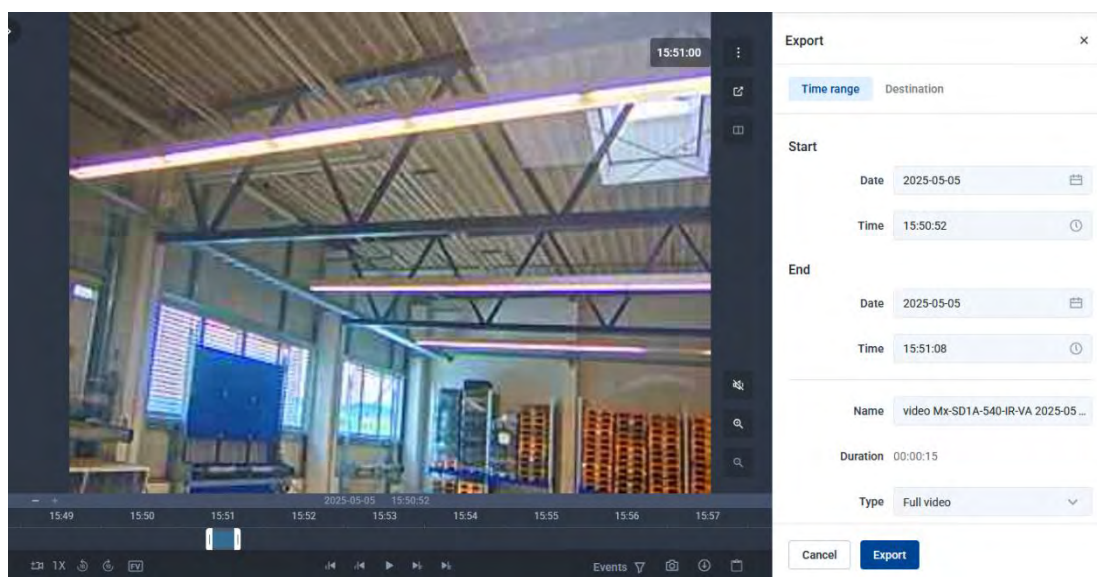 15:51:00
Export
Time range Destination
Start
Date 2025-05-05
Time 15:50:52
End
Date 2025-05-05
Time 15:51:08
Name video Mx-SD1A-540-IR-VA 2025-05 ...
Duration 00:00:15
Type Full video
Cancel Export
2025-05-05 15:50:52
15:49 15:50 15:51 15:52 15:53 15:54 15:55 15:56 15:57
1X FV Events